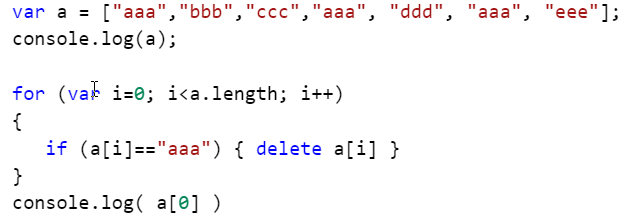 var a = ["aaa","bbb","ccc","aaa", "ddd", "aaa", "eee"];
console.log(a);
for (var i=0; i<a.length; i++)
{
if (a[i]=="aaa") { delete a[i] }
}
console.log( a[0] )